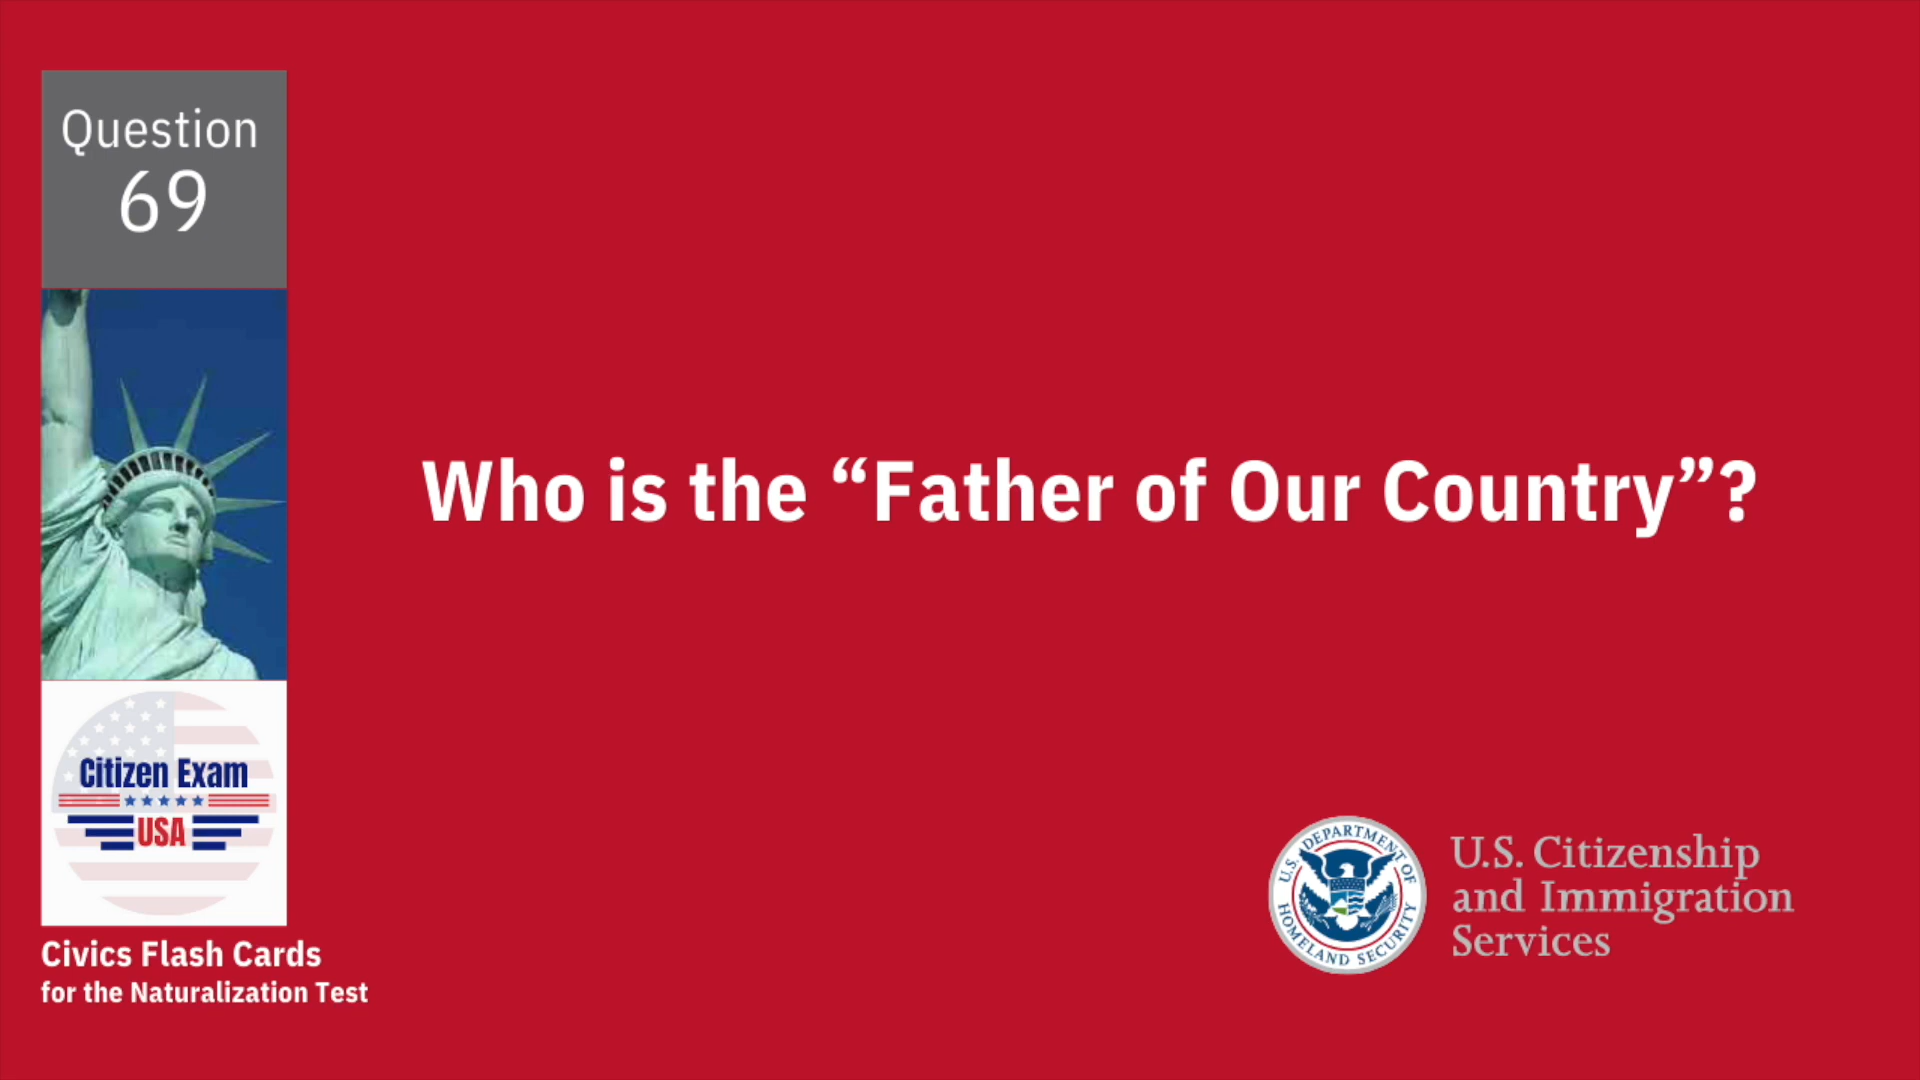 Question
69
Who is the “Father of Our Country”?
Citizen Exam
USA
Civics Flash Cards
for the Naturalization Test
U.S. DEPARTMENT OF
HOMELAND SECURITY
U.S. Citizenship
and Immigration
Services